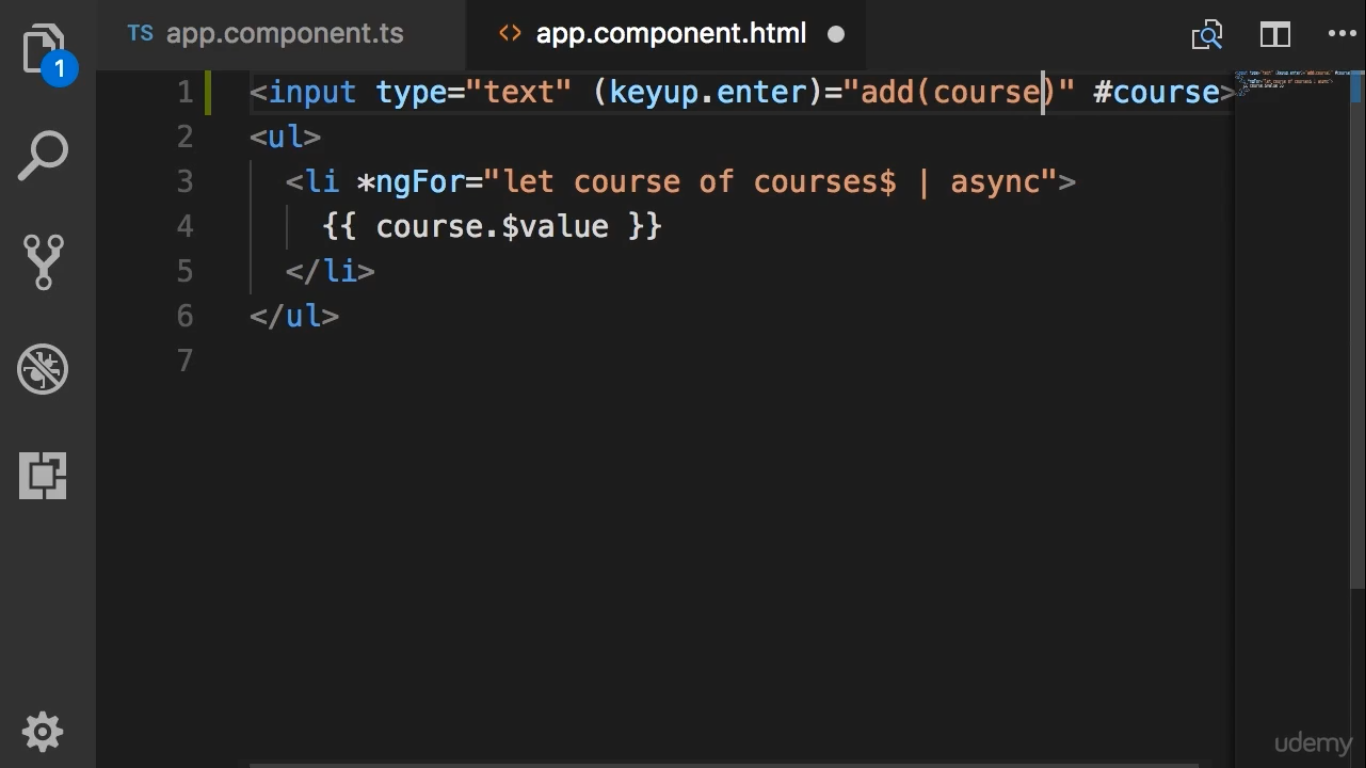 TS app.component.ts <> app.component.html
1
1 <input type="text" (keyup.enter)="add(course)" #course>
2 <ul>
3 <li *ngFor="let course of courses$ | async">
4 {{ course.$value }}
5 </li>
6 </ul>
7
udemy